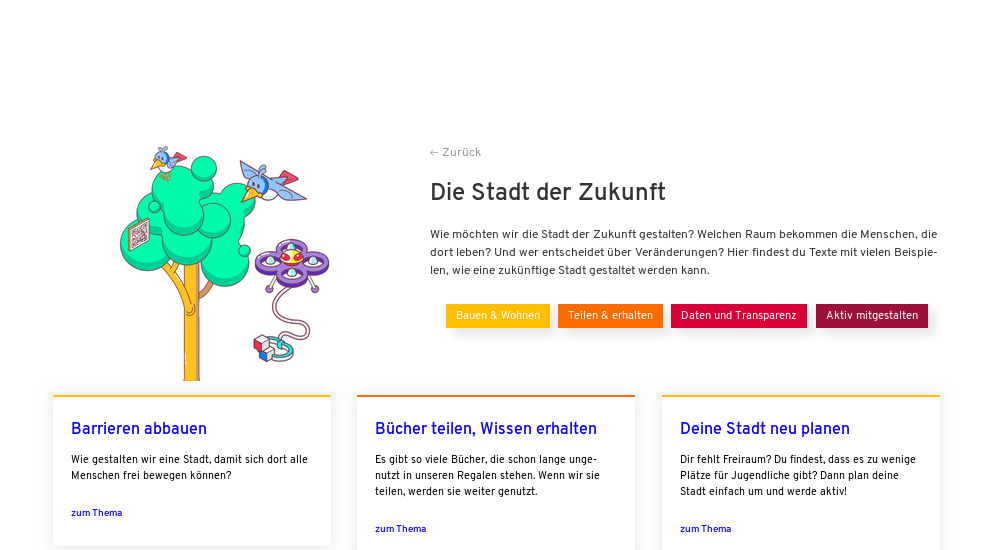 ← Zurück
Die Stadt der Zukunft
Wie möchten wir die Stadt der Zukunft gestalten? Welchen Raum bekommen die Menschen, die
dort leben? Und wer entscheidet über Veränderungen? Hier findest du Texte mit vielen Beispie-
len, wie eine zukünftige Stadt gestaltet werden kann.
Bauen & Wohnen
Teilen & erhalten
Daten und Transparenz
Aktiv mitgestalten
Barrieren abbauen
Wie gestalten wir eine Stadt, damit sich dort alle
Menschen frei bewegen können?
zum Thema
Bücher teilen, Wissen erhalten
Es gibt so viele Bücher, die schon lange unge-
nutzt in unseren Regalen stehen. Wenn wir sie
teilen, werden sie weiter genutzt.
zum Thema
Deine Stadt neu planen
Dir fehlt Freiraum? Du findest, dass es zu wenige
Plätze für Jugendliche gibt? Dann plan deine
Stadt einfach um und werde aktiv!
zum Thema